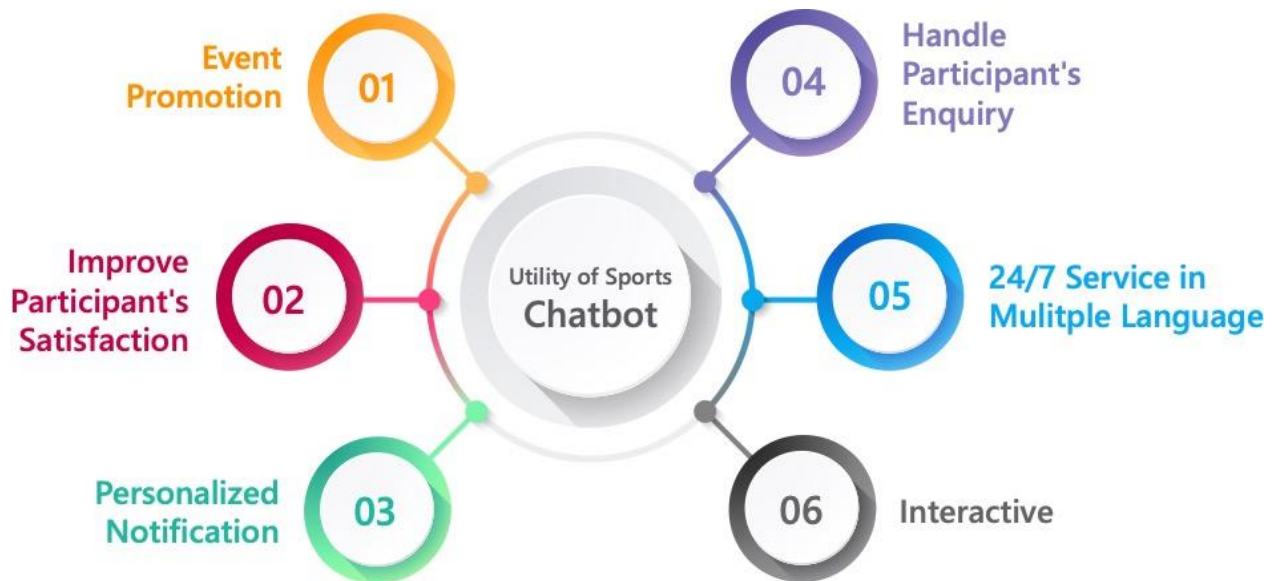 Event
Promotion
01
Improve
Participant's
Satisfaction
02
Personalized
Notification
03
Utility of Sports
Chatbot
04
Handle
Participant's
Enquiry
05
24/7 Service in
Mulitple Language
06
Interactive